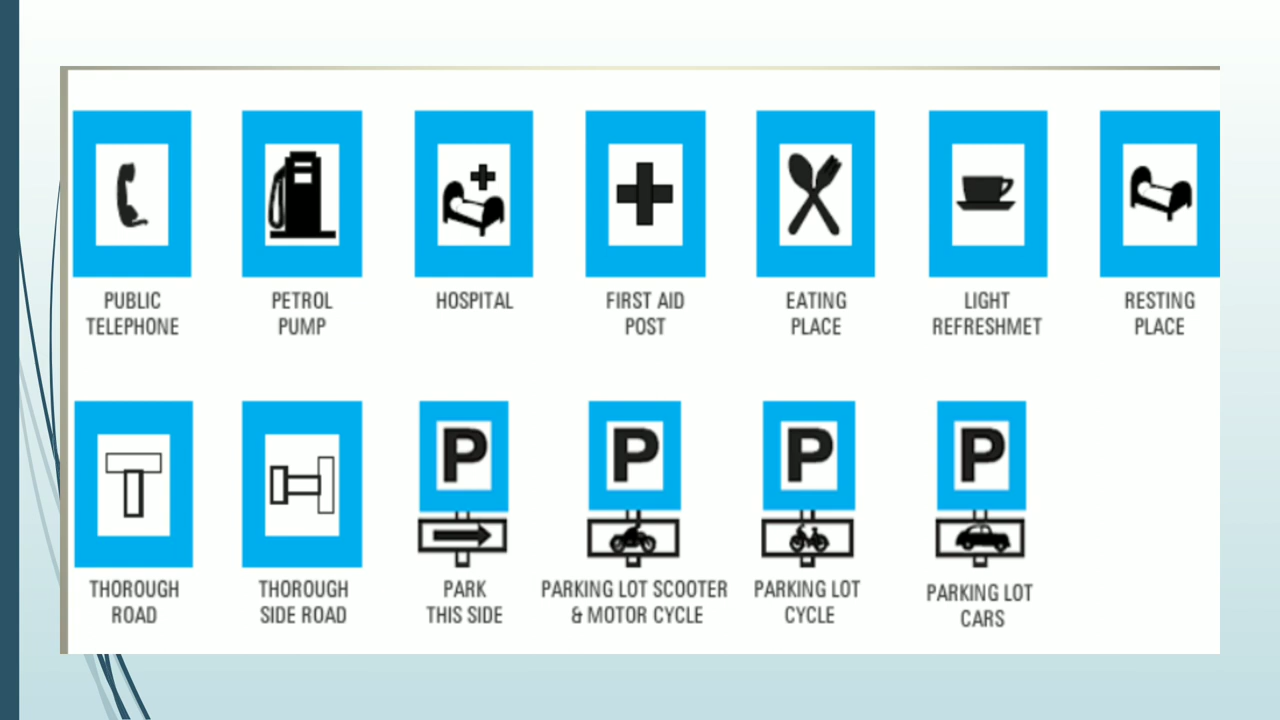 PUBLIC
TELEPHONE
PETROL
PUMP
HOSPITAL
FIRST AID
POST
EATING
PLACE
LIGHT
REFRESHMET
RESTING
PLACE
P
P
P
P
THOROUGH
ROAD
THOROUGH
SIDE ROAD
PARK
THIS SIDE
PARKING LOT SCOOTER
& MOTOR CYCLE
PARKING LOT
CYCLE
PARKING LOT
CARS